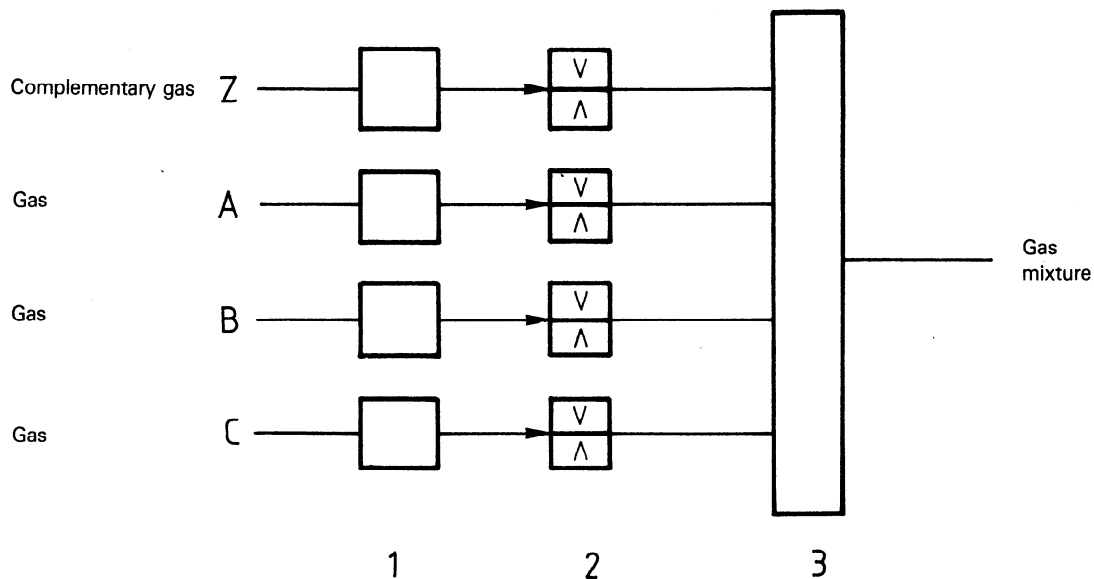 Complementary gas Z
V
Λ
Gas A
V
Λ
Gas
mixture
Gas B
V
Λ
Gas C
V
Λ
1 2 3